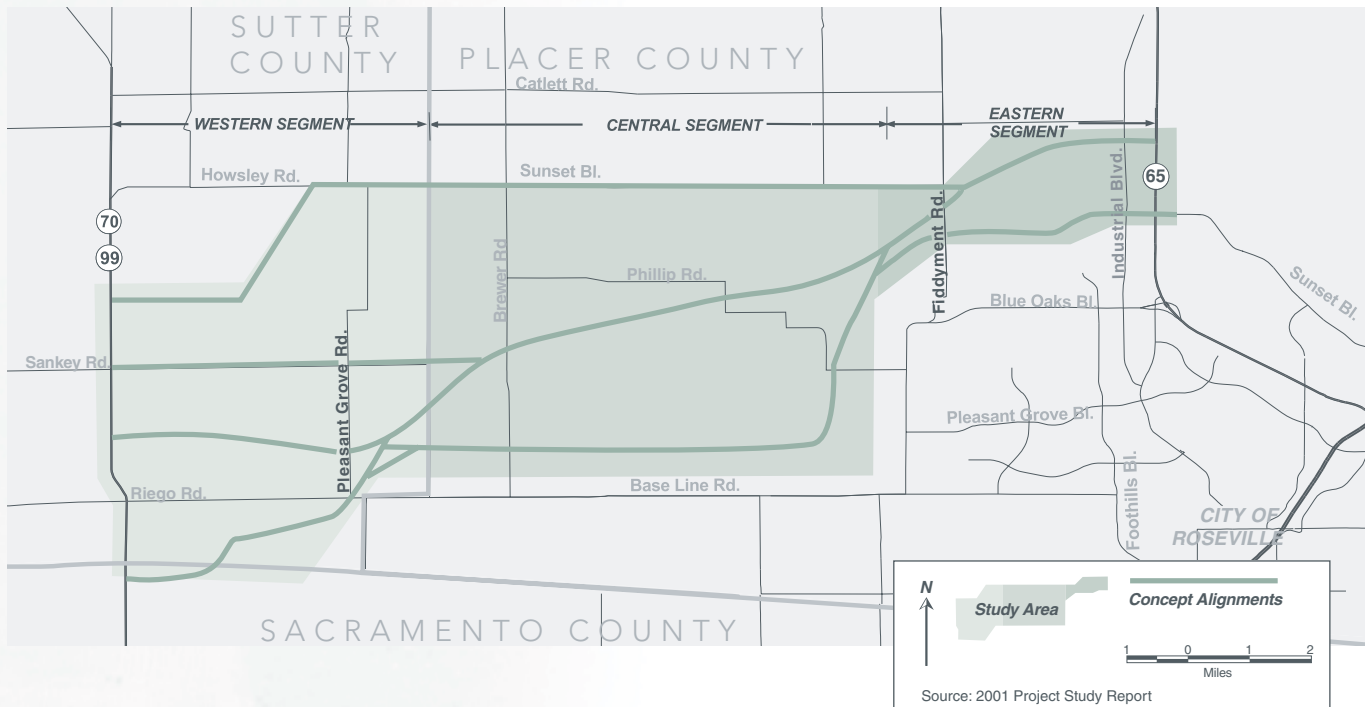 SUTTER
COUNTY
PLACER COUNTY
Catlett Rd.
WESTERN SEGMENT
CENTRAL SEGMENT
EASTERN
SEGMENT
Howsley Rd.
Sunset Bl.
65
70
99
Industrial Blvd.
Fiddyment Rd.
Brewer Rd
Phillip Rd.
Blue Oaks Bl.
Sunset Bl.
Sankey Rd.
Pleasant Grove Rd.
Pleasant Grove Bl.
Riego Rd.
Base Line Rd.
Foothills Bl.
CITY OF
ROSEVILLE
SACRAMENTO COUNTY
N
Study Area
Concept Alignments
1 0 1 2
Miles
Source: 2001 Project Study Report